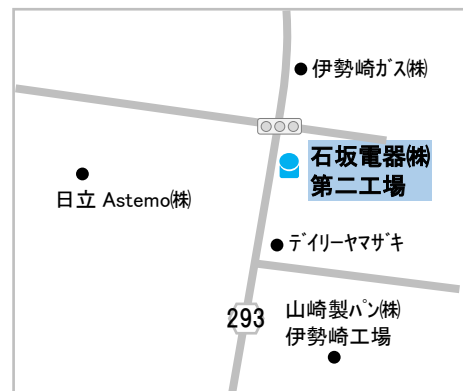 伊勢崎ｶﾞｽ㈱
石坂電器㈱
第二工場
日立 Astemo㈱
ﾃﾞｲﾘｰﾔﾏｻﾞｷ
293
山崎製ﾊﾟﾝ㈱
伊勢崎工場